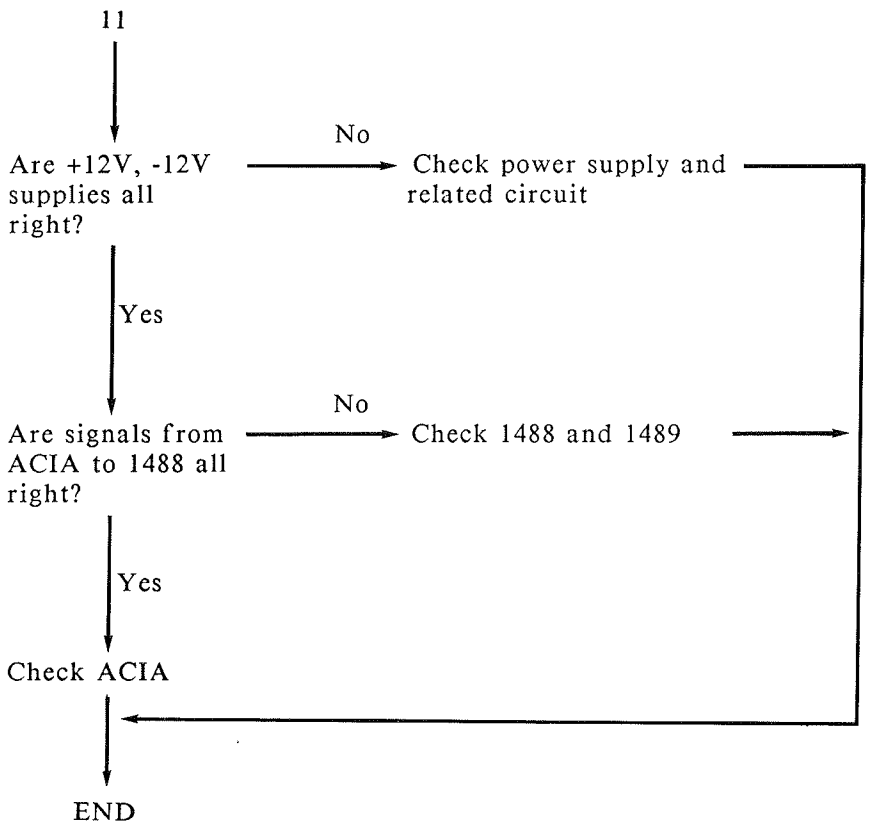 11
No
Are +12V, -12V
supplies all
right?
Check power supply and
related circuit
Yes
No
Are signals from
ACIA to 1488 all
right?
Check 1488 and 1489
Yes
Check ACIA
END